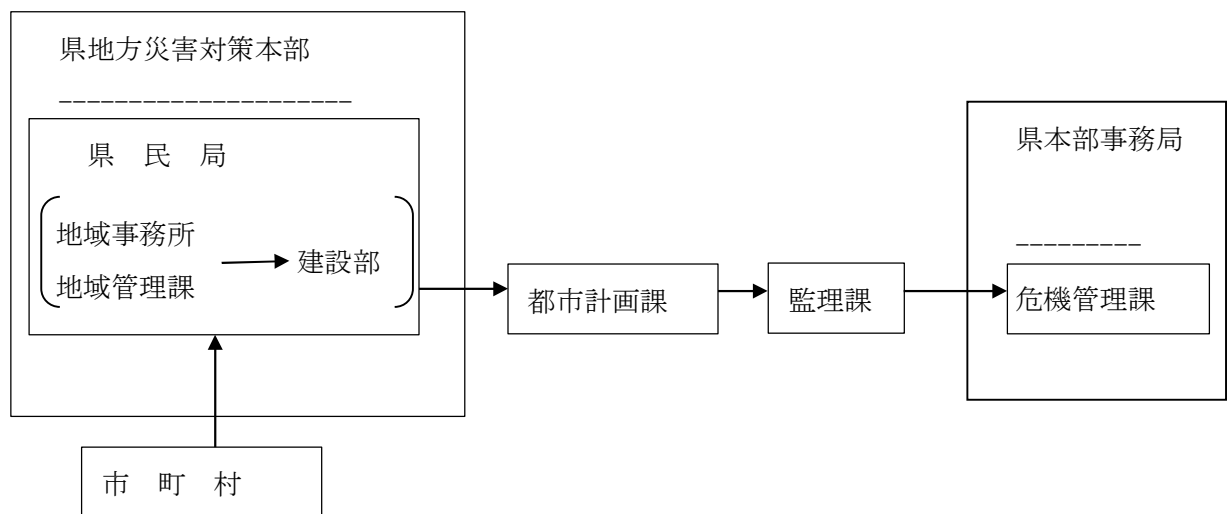 県地方災害対策本部
県 民 局
地域事務所
地域管理課
建設部
市 町 村
都市計画課
監理課
県本部事務局
危機管理課